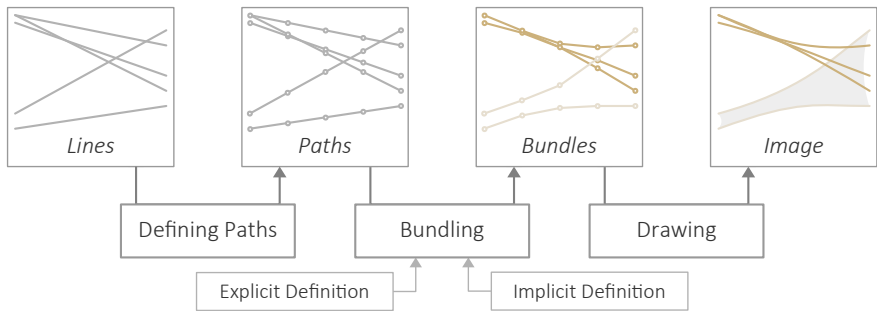 Lines
Paths
Bundles
Image
Defining Paths
Bundling
Drawing
Explicit Definition
Implicit Definition